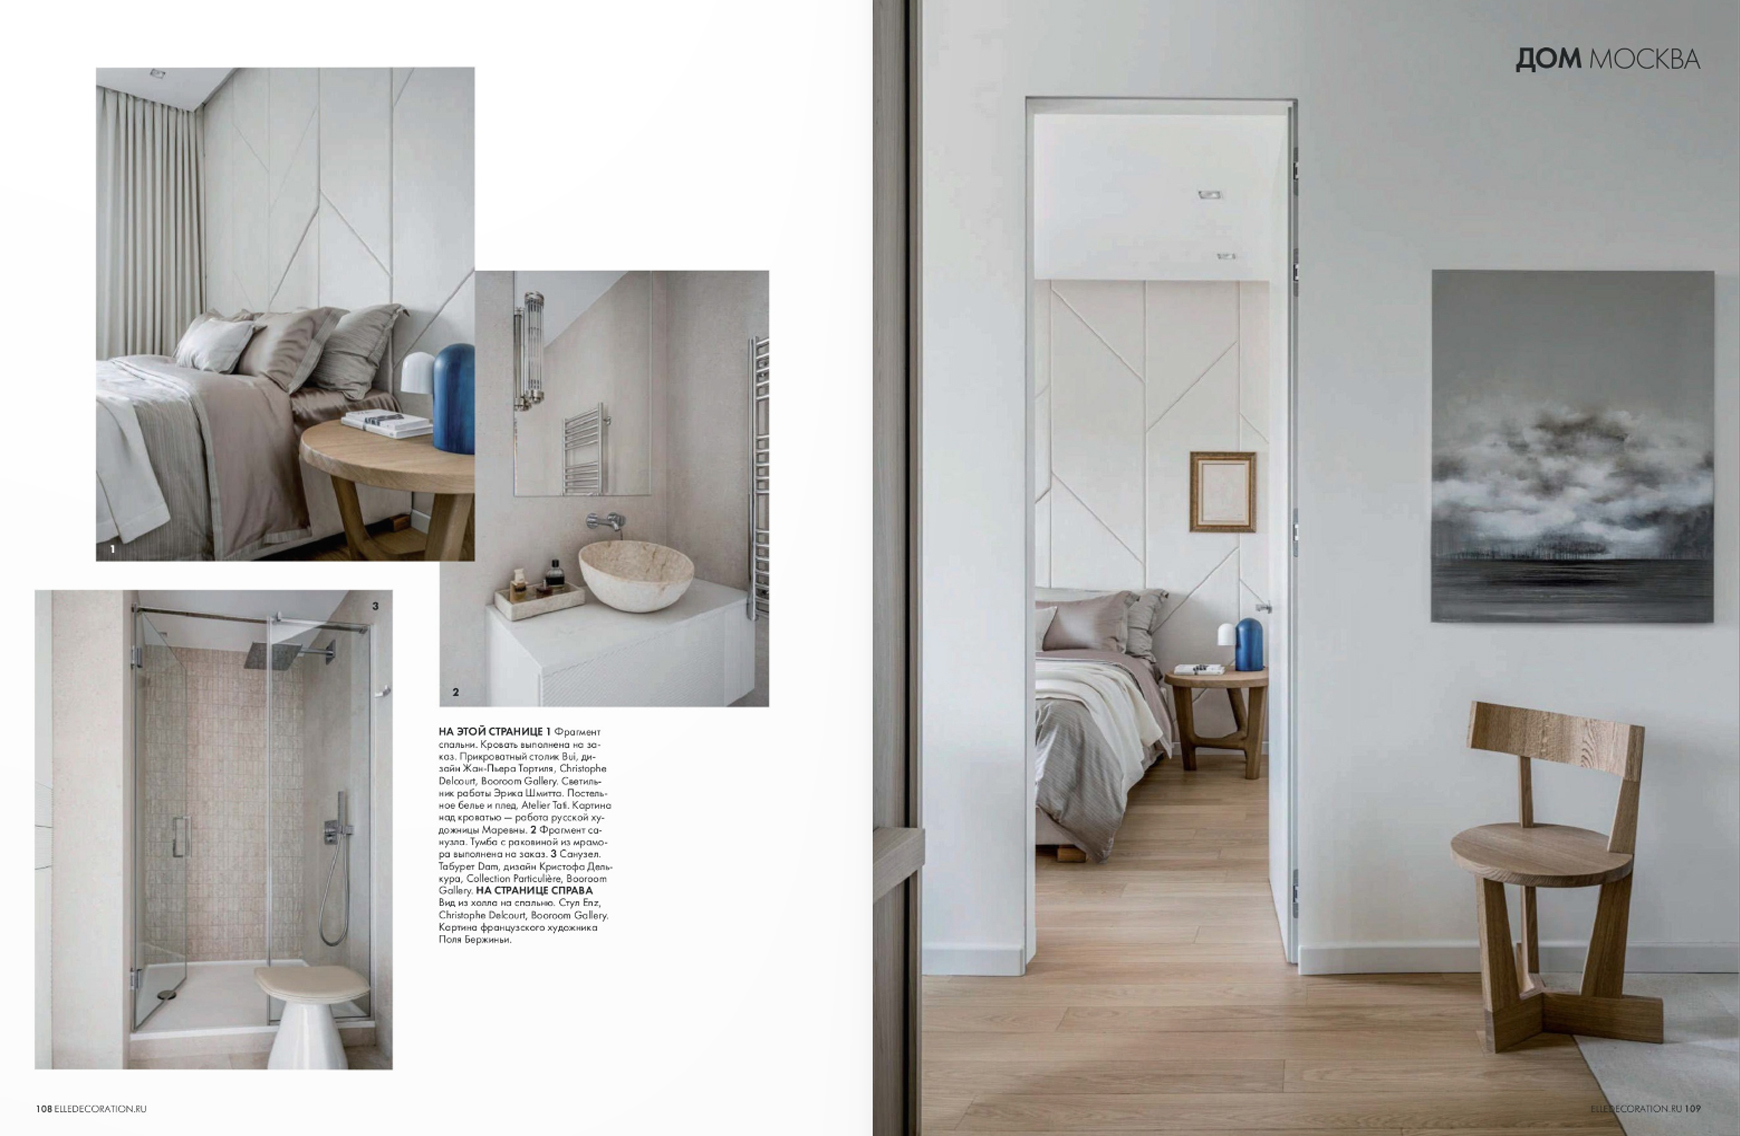 ДОМ МОСКВА
1
2
3
НА ЭТОЙ СТРАНИЦЕ 1 Фрагмент
спальни. Кровать выполнена на за-
каз. Прикроватный столик Bui, ди-
зайн Жан-Пьера Тортиля, Christophe
Delcourt, Booroom Gallery. Светиль-
ник работы Эрика Шмитта. Постель-
ное белье и плед, Atelier Tati. Картина
над кроватью — работа русской ху-
дожницы Маревны. 2 Фрагмент са-
нузла. Тумба с раковиной из мрамо-
ра выполнена на заказ. 3 Санузел.
Табурет Dam, дизайн Кристофа Дель-
кура, Collection Particulière, Booroom
Gallery. НА СТРАНИЦЕ СПРАВА
Вид из холла на спальню. Стул Enz,
Christophe Delcourt, Booroom Gallery.
Картина французского художника
Поля Бержиньи.
108 ELLEDECORATION.RU
ELLEDECORATION.RU 109